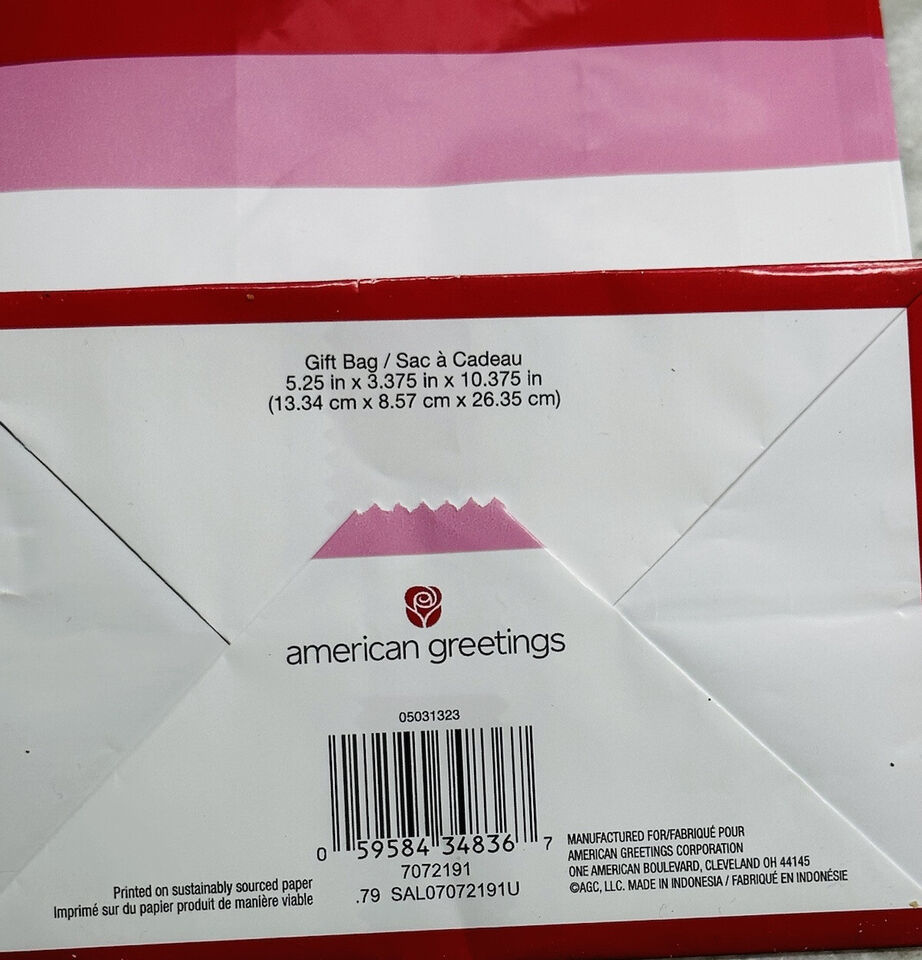 Gift Bag / Sac à Cadeau
5.25 in x 3.375 in x 10.375 in
(13.34 cm x 8.57 cm x 26.35 cm)
american greetings
05031323
0 59584 34836 7
7072191
.79 SAL07072191U
Printed on sustainably sourced paper
Imprimé sur du papier produit de manière viable
MANUFACTURED FOR/FABRIQUÉ POUR
AMERICAN GREETINGS CORPORATION
ONE AMERICAN BOULEVARD, CLEVELAND OH 44145
©AGC, LLC. MADE IN INDONESIA / FABRIQUÉ EN INDONÉSIE